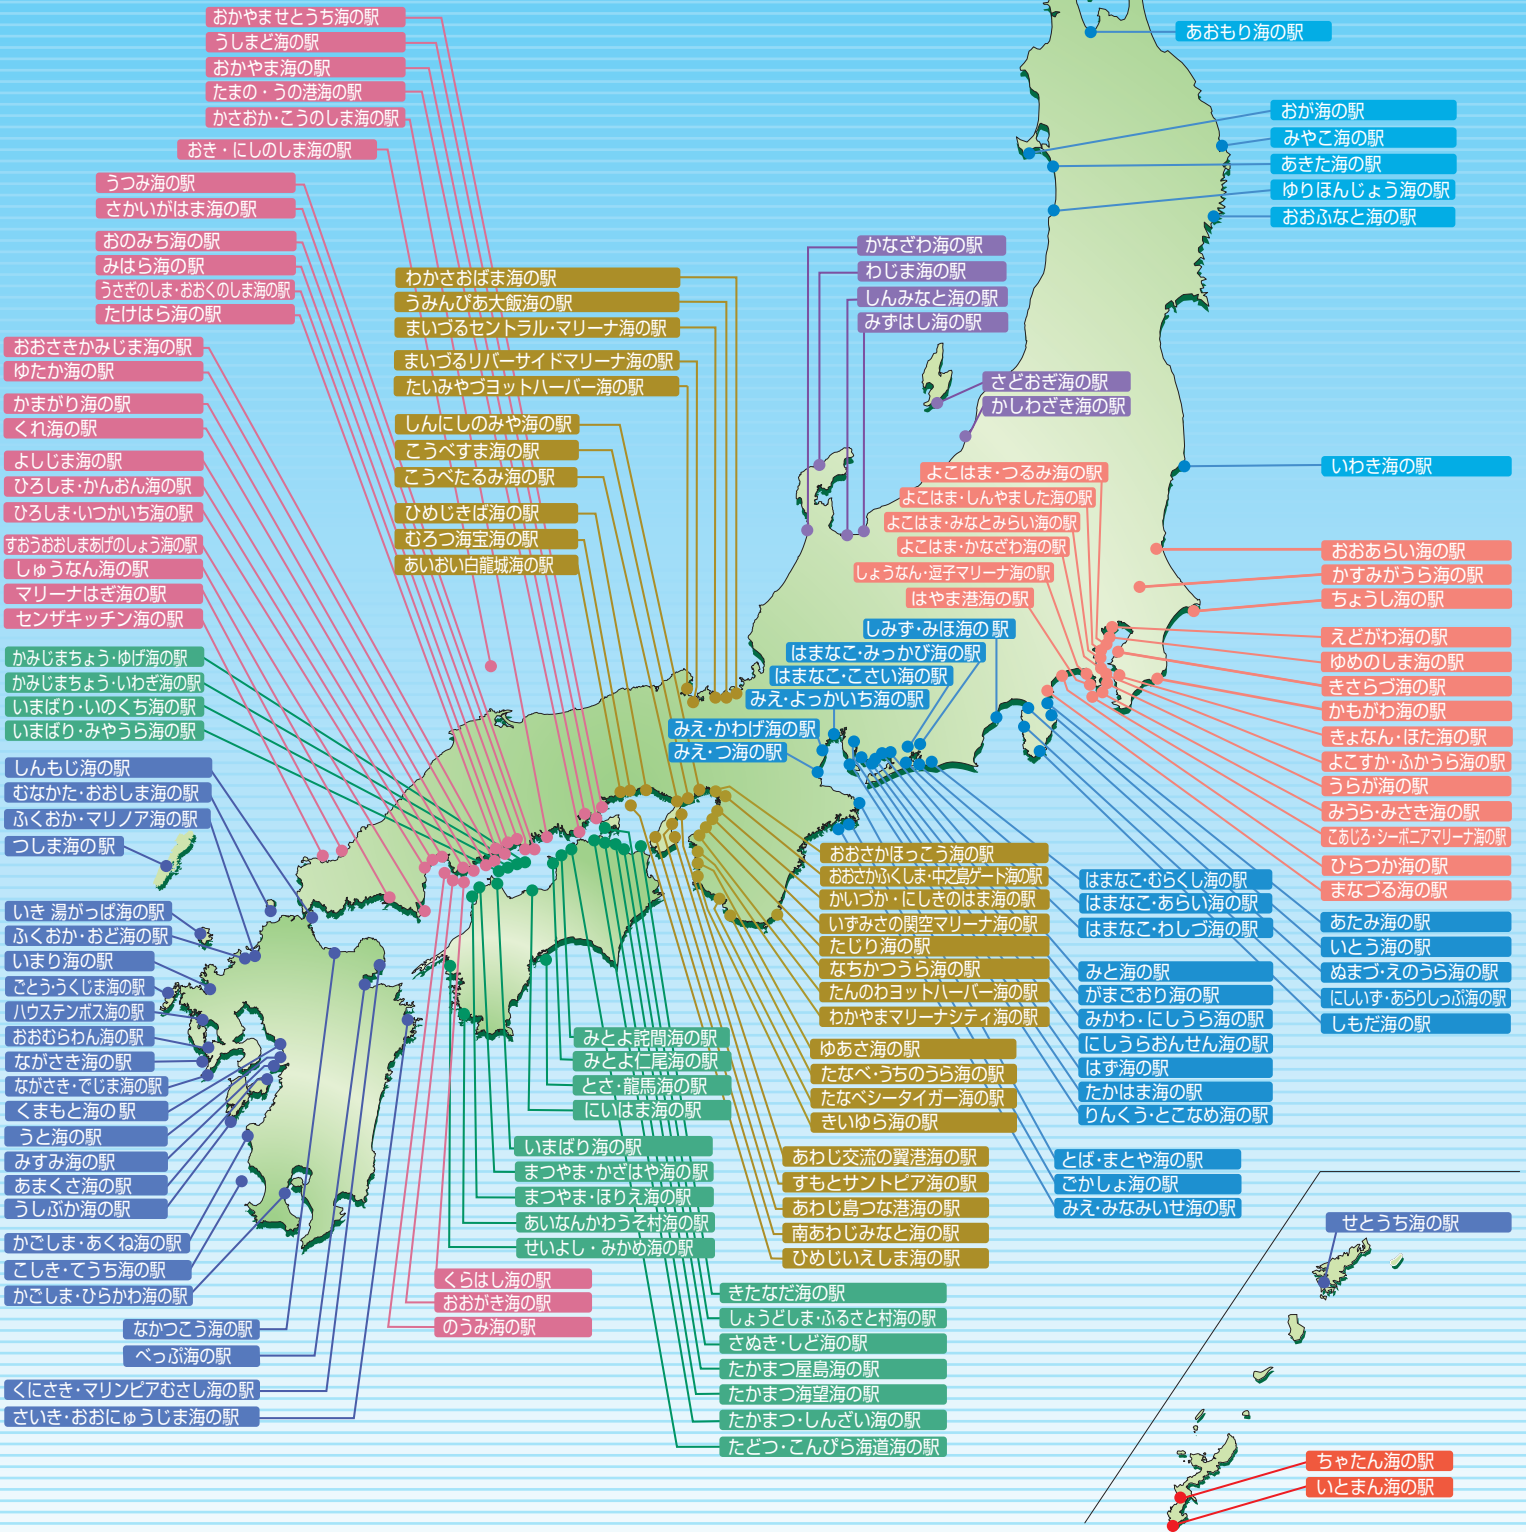 おかやませとうち海の駅
うしまど海の駅
おかやま海の駅
たまの・うの港海の駅
かさおか・こうのしま海の駅
おき・にしのしま海の駅
うつみ海の駅
さかいがはま海の駅
おのみち海の駅
みはら海の駅
うさぎのしま・おおくのしま海の駅
たけはら海の駅
おおさきかみじま海の駅
ゆたか海の駅
かまがり海の駅
くれ海の駅
よしじま海の駅
ひろしま・かんおん海の駅
ひろしま・いつかいち海の駅
すおうおおしまあげのしょう海の駅
しゅうなん海の駅
マリーナはぎ海の駅
センザキッチン海の駅
かみじまちょう・ゆげ海の駅
かみじまちょう・いわぎ海の駅
いまばり・いのくち海の駅
いまばり・みやうら海の駅
しんもじ海の駅
むなかた・おおしま海の駅
ふくおか・マリノア海の駅
つしま海の駅
いき 湯がっぱ海の駅
ふくおか・おど海の駅
いまり海の駅
ごとう・うくじま海の駅
ハウステンボス海の駅
おおむらわん海の駅
ながさき海の駅
ながさき・でじま海の駅
くまもと海の駅
うと海の駅
みすみ海の駅
あまくさ海の駅
うしぶか海の駅
かごしま・あくね海の駅
こしき・てうち海の駅
かごしま・ひらかわ海の駅
なかつこう海の駅
べっぷ海の駅
くにさき・マリンピアむさし海の駅
さいき・おおにゅうじま海の駅
わかさおばま海の駅
うみんぴあ大飯海の駅
まいづるセントラル・マリーナ海の駅
まいづるリバーサイドマリーナ海の駅
たいみやづヨットハーバー海の駅
しんにしのみや海の駅
こうべすま海の駅
こうべたるみ海の駅
ひめじきば海の駅
むろつ海宝海の駅
あいおい白龍城海の駅
かなざわ海の駅
わじま海の駅
しんみなと海の駅
みずはし海の駅
さどおぎ海の駅
かしわざき海の駅
あおもり海の駅
おが海の駅
みやこ海の駅
あきた海の駅
ゆりほんじょう海の駅
おおふなと海の駅
いわき海の駅
よこはま・つるみ海の駅
よこはま・しんやました海の駅
よこはま・みなとみらい海の駅
よこはま・かなざわ海の駅
しょうなん・逗子マリーナ海の駅
はやま港海の駅
しみず・みほ海の駅
はまなこ・みっかび海の駅
はまなこ・こさい海の駅
みえ・よっかいち海の駅
みえ・かわげ海の駅
みえ・つ海の駅
おおあらい海の駅
かすみがうら海の駅
ちょうし海の駅
えどがわ海の駅
ゆめのしま海の駅
きさらづ海の駅
かもがわ海の駅
きょなん・ほた海の駅
よこすか・ふかうら海の駅
うらが海の駅
みうら・みさき海の駅
こあじろ・シーボニアマリーナ海の駅
ひらつか海の駅
まなづる海の駅
あたみ海の駅
いとう海の駅
ぬまづ・えのうら海の駅
にしいず・あらりしっぷ海の駅
しもだ海の駅
はまなこ・むらくし海の駅
はまなこ・あらい海の駅
はまなこ・わしづ海の駅
みと海の駅
がまごおり海の駅
みかわ・にしうら海の駅
にしうらおんせん海の駅
はず海の駅
たかはま海の駅
りんくう・とこなめ海の駅
とば・まとや海の駅
ごかしょ海の駅
みえ・みなみいせ海の駅
おおさかほっこう海の駅
おおさかふくしま・中之島ゲート海の駅
かいづか・にしきのはま海の駅
いずみさの関空マリーナ海の駅
たじり海の駅
なちかつうら海の駅
たんのわヨットハーバー海の駅
わかやまマリーナシティ海の駅
ゆあさ海の駅
たなべ・うちのうら海の駅
たなべシータイガー海の駅
きいゆら海の駅
あわじ交流の翼港海の駅
すもとサントピア海の駅
あわじ島つな港海の駅
南あわじみなと海の駅
ひめじいえしま海の駅
みとよ詫間海の駅
みとよ仁尾海の駅
とさ・龍馬海の駅
にいはま海の駅
いまばり海の駅
まつやま・かざはや海の駅
まつやま・ほりえ海の駅
あいなんかわうそ村海の駅
せいよし・みかめ海の駅
くらはし海の駅
おおがき海の駅
のうみ海の駅
きたなだ海の駅
しょうどしま・ふるさと村海の駅
さぬき・しど海の駅
たかまつ屋島海の駅
たかまつ海望海の駅
たかまつ・しんざい海の駅
たどつ・こんぴら海道海の駅
せとうち海の駅
ちゃたん海の駅
いとまん海の駅